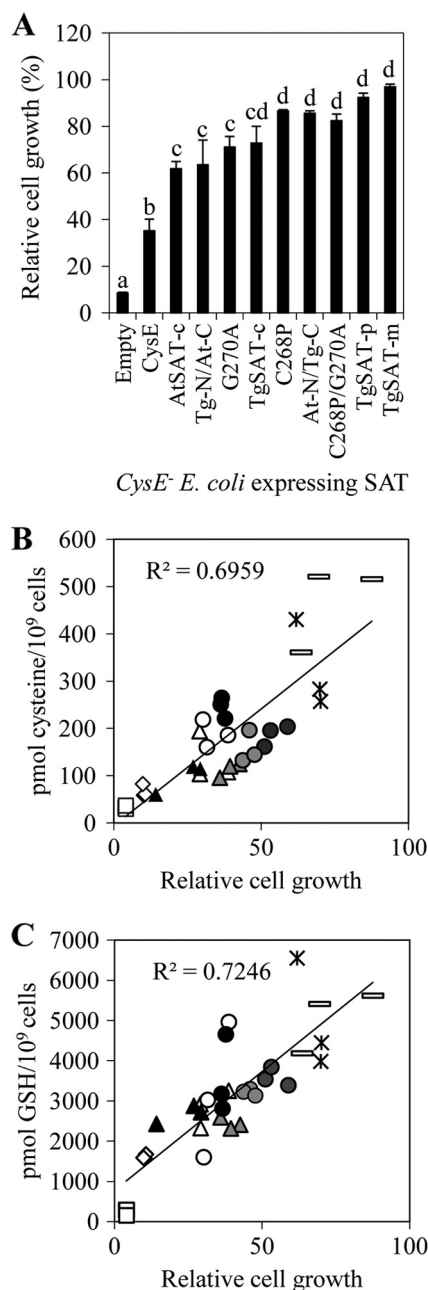 A
120
100
80
60
40
20
0
Relative cell growth (%)
a
b
c
c
c
cd
d
d
d
d
d
Empty
CysE
AtSAT-c
Tg-N/At-C
G270A
TgSAT-c
C268P
At-N/Tg-C
C268P/G270A
TgSAT-p
TgSAT-m
CysE- E. coli expressing SAT
B
600
500
400
300
200
100
0
pmol cysteine/10⁹ cells
R² = 0.6959
0
50
100
Relative cell growth
C
7000
6000
5000
4000
3000
2000
1000
0
pmol GSH/10⁹ cells
R² = 0.7246
0
50
100
Relative cell growth